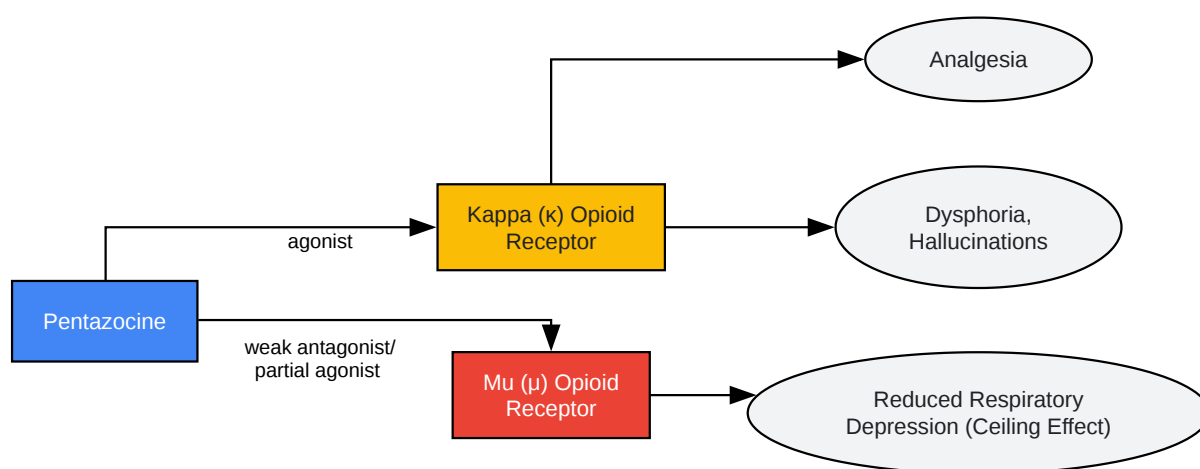 Analgesia
Kappa (κ) Opioid
Receptor
Dysphoria,
Hallucinations
agonist
Pentazocine
weak antagonist/
partial agonist
Mu (μ) Opioid
Receptor
Reduced Respiratory
Depression (Ceiling Effect)